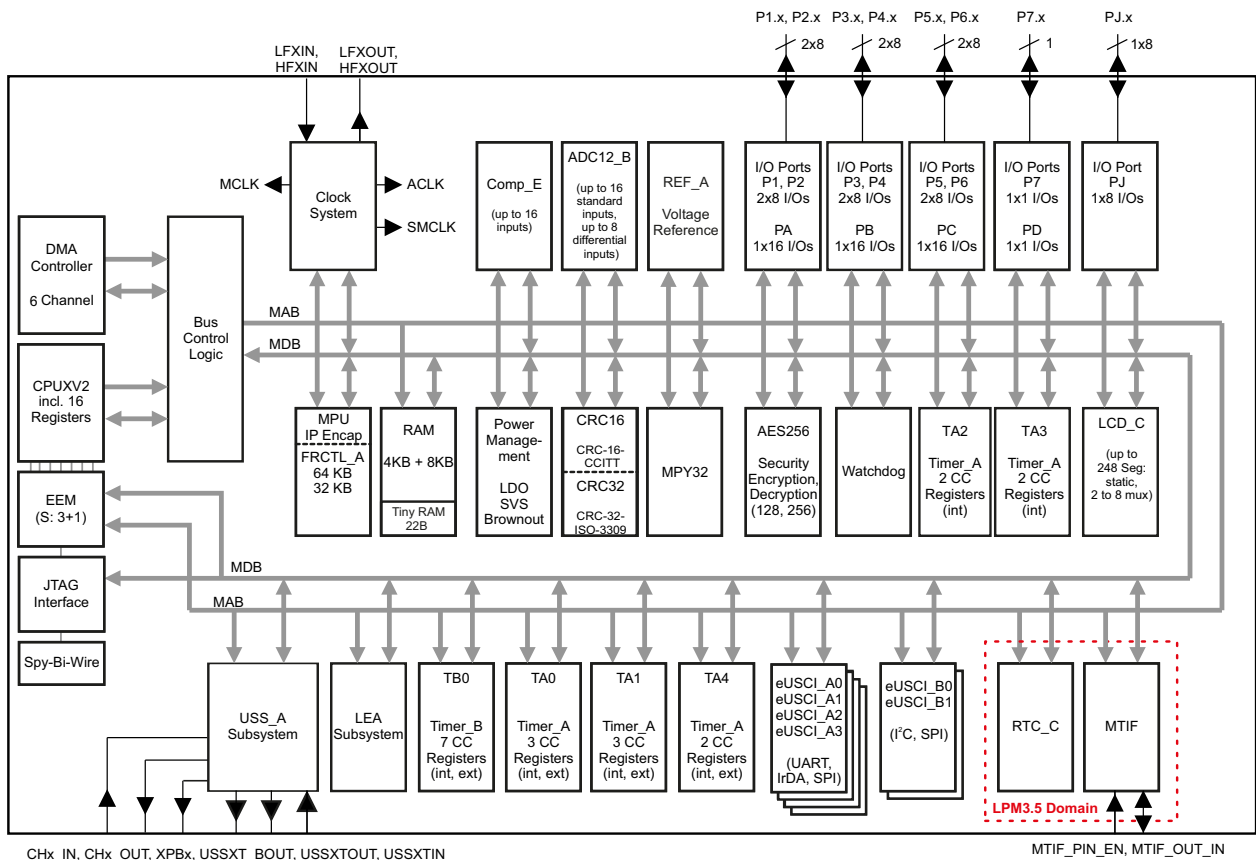 P1.x, P2.x
P3.x, P4.x
P5.x, P6.x
P7.x
PJ.x
2x8
2x8
2x8
1
1x8
LFXIN,
HFXIN
LFXOUT,
HFXOUT
MCLK
Clock
System
ACLK
SMCLK
Comp_E
(up to 16
inputs)
ADC12_B
(up to 16
standard
inputs,
up to 8
differential
inputs)
REF_A
Voltage
Reference
I/O Ports
P1, P2
2x8 I/Os
PA
1x16 I/Os
I/O Ports
P3, P4
2x8 I/Os
PB
1x16 I/Os
I/O Ports
P5, P6
2x8 I/Os
PC
1x16 I/Os
I/O Ports
P7
1x1 I/Os
PD
1x1 I/Os
I/O Port
PJ
1x8 I/Os
DMA
Controller
6 Channel
Bus
Control
Logic
MAB
MDB
CPUXV2
incl. 16
Registers
EEM
(S: 3+1)
JTAG
Interface
Spy-Bi-Wire
MPU
IP Encap
FRCTL_A
64 KB
32 KB
RAM
4KB + 8KB
Tiny RAM
22B
Power
Manage-
ment
LDO
SVS
Brownout
CRC16
CRC-16-
CCITT
CRC32
CRC-32-
ISO-3309
MPY32
AES256
Security
Encryption,
Decryption
(128, 256)
Watchdog
TA2
Timer_A
2 CC
Registers
(int)
TA3
Timer_A
2 CC
Registers
(int)
LCD_C
(up to
248 Seg:
static,
2 to 8 mux)
MDB
MAB
USS_A
Subsystem
LEA
Subsystem
TB0
Timer_B
7 CC
Registers
(int, ext)
TA0
Timer_A
3 CC
Registers
(int, ext)
TA1
Timer_A
3 CC
Registers
(int, ext)
TA4
Timer_A
2 CC
Registers
(int, ext)
eUSCI_A0
eUSCI_A1
eUSCI_A2
eUSCI_A3
(UART,
IrDA, SPI)
eUSCI_B0
eUSCI_B1
(I²C, SPI)
RTC_C
MTIF
LPM3.5 Domain
CHx_IN, CHx_OUT, XPBx, USSXT_BOUT, USSXTOUT, USSXTIN
MTIF_PIN_EN, MTIF_OUT_IN